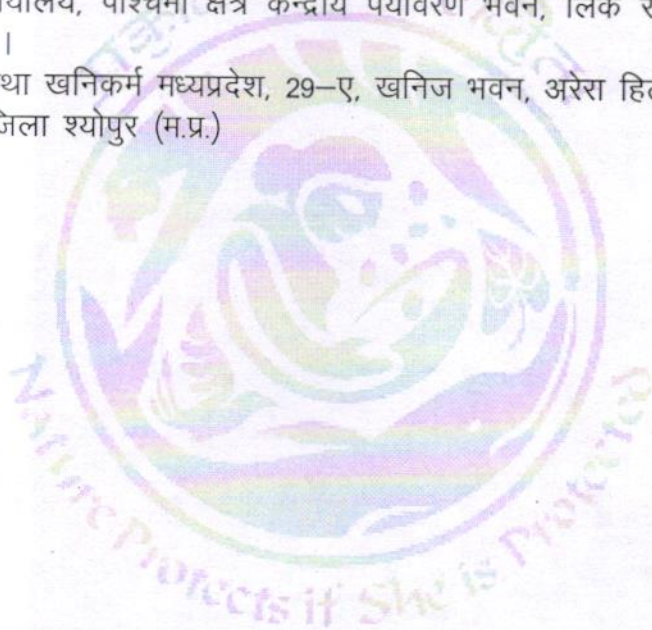 पश्चिमी क्षेत्र केन्द्रीय पर्यावरण भवन, लिंक
।
था खनिकर्म मध्यप्रदेश, 29–ए, खनिज भवन, अरेरा
जिला श्योपुर (म.प्र.)
Nature Protects if She is Protected